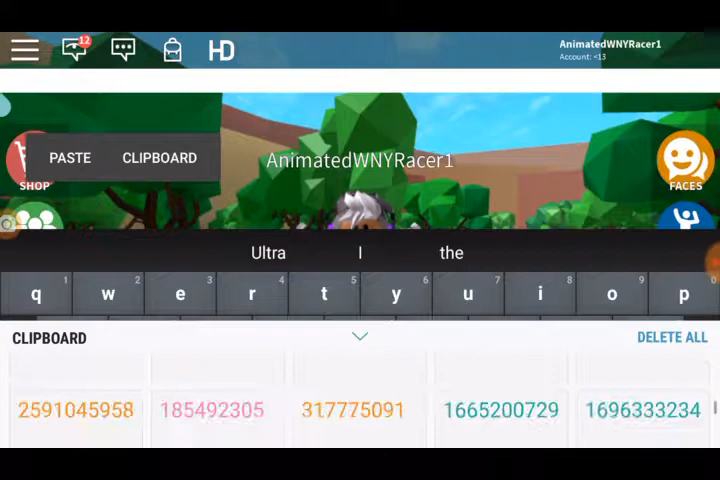 12
HD
AnimatedWNYRacer1
Account: <13
PASTE CLIPBOARD
AnimatedWNYRacer1
SHOP
FACES
Ultra I the
1 2 3 4 5 6 7 8 9 0
q w e r t y u i o p
CLIPBOARD
DELETE ALL
2591045958 185492305 317775091 1665200729 1696333234